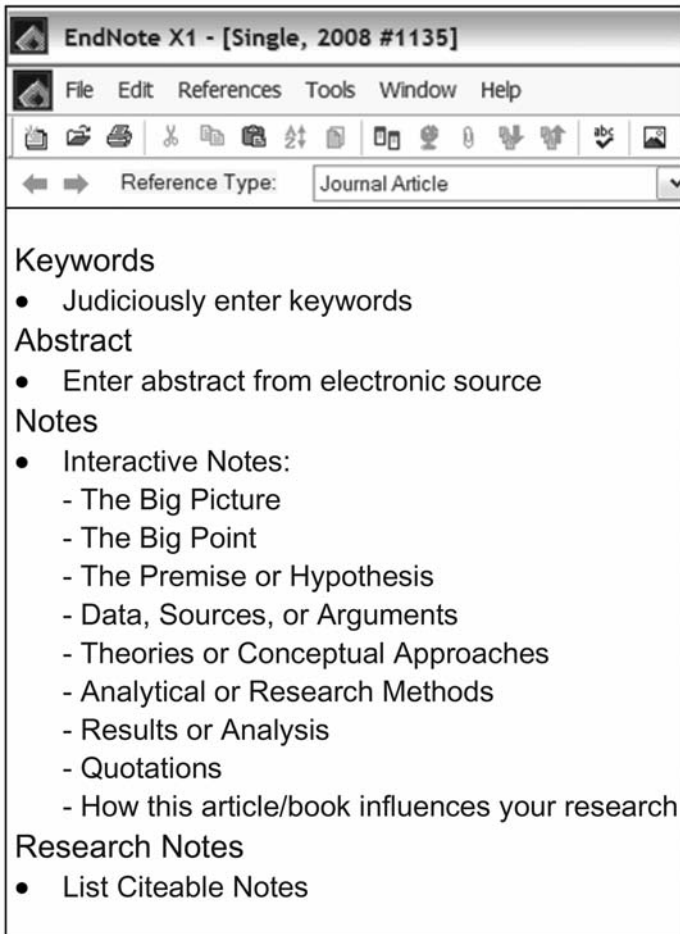 EndNote X1 - [Single, 2008 #1135]
File Edit References Tools Window Help
abc
Reference Type: Journal Article
Keywords
• Judiciously enter keywords
Abstract
• Enter abstract from electronic source
Notes
• Interactive Notes:
- The Big Picture
- The Big Point
- The Premise or Hypothesis
- Data, Sources, or Arguments
- Theories or Conceptual Approaches
- Analytical or Research Methods
- Results or Analysis
- Quotations
- How this article/book influences your research
Research Notes
• List Citeable Notes